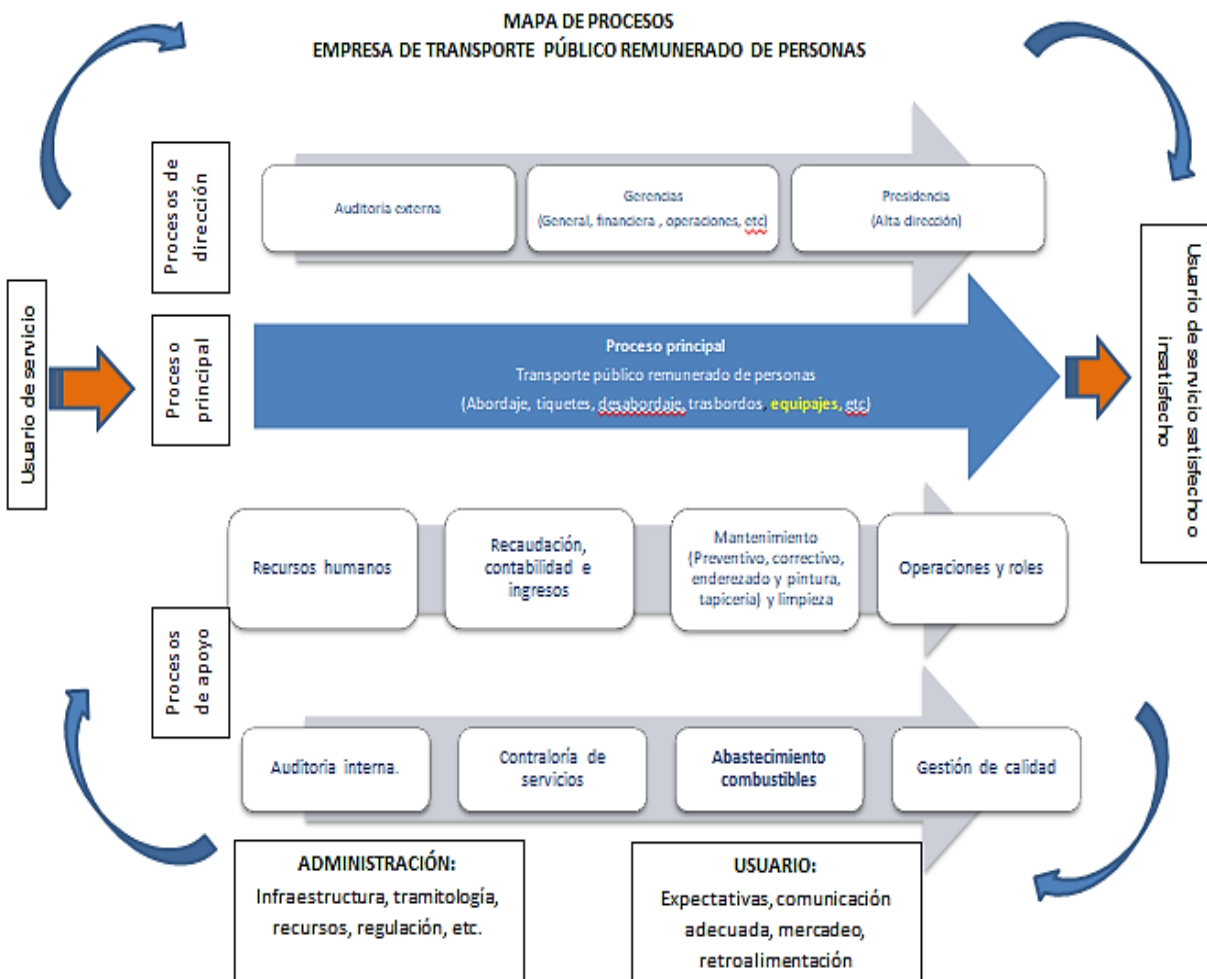 MAPA DE PROCESOS
EMPRESA DE TRANSPORTE PÚBLICO REMUNERADO DE PERSONAS
Procesos de
dirección
Auditoria externa
Gerencias
(General, financiera , operaciones, etc)
Presidencia
(Alta dirección)
Usuario de servicio
Proceso
principal
Proceso principal
Transporte público remunerado de personas
(Abordaje, tiquetes, desabordaje, trasbordos, equipajes, etc)
Usuario de servicio satisfecho o
insatisfecho
Procesos
de apoyo
Recursos humanos
Recaudación,
contabilidad e
ingresos
Mantenimiento
(Preventivo, correctivo,
enderezado y pintura,
tapiceria) y limpieza
Operaciones y roles
Auditoria interna.
Contraloría de
servicios
Abastecimiento
combustibles
Gestión de calidad
ADMINISTRACIÓN:
Infraestructura, tramitología,
recursos, regulación, etc.
USUARIO:
Expectativas, comunicación
adecuada, mercadeo,
retroalimentación